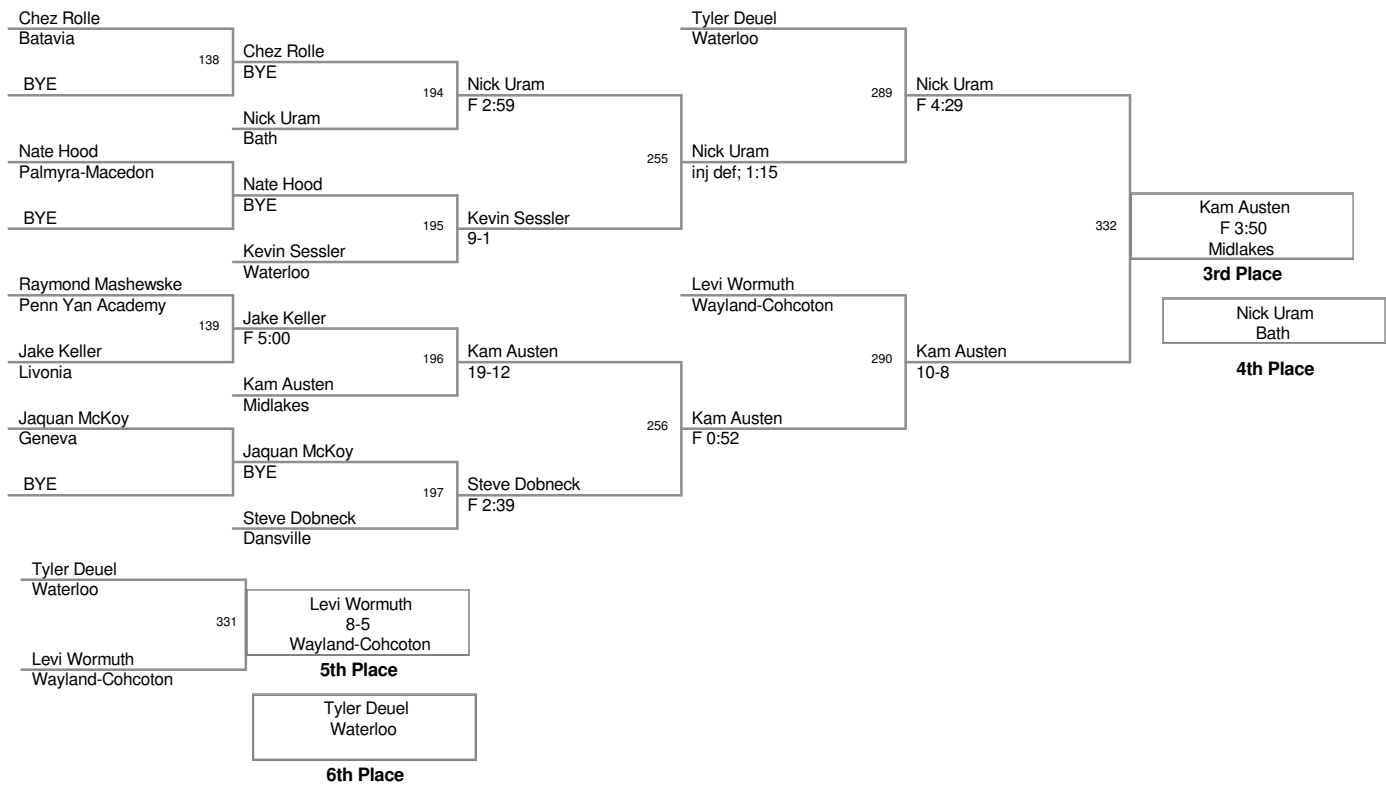 Chez Rolle
Batavia
138
BYE
Chez Rolle
BYE
194
Nick Uram
Bath
Nate Hood
Palmyra-Macedon
BYE
Nate Hood
BYE
195
Kevin Sessler
Waterloo
Raymond Mashewske
Penn Yan Academy
139
Jake Keller
Livonia
Jake Keller
F 5:00
196
Kam Austen
Midlakes
Jaquan McKoy
Geneva
BYE
Jaquan McKoy
BYE
197
Steve Dobneck
Dansville
Nick Uram
F 2:59
255
Kevin Sessler
9-1
Kam Austen
19-12
256
Steve Dobneck
F 2:39
Tyler Deuel
Waterloo
289
Nick Uram
inj def; 1:15
Levi Wormuth
Wayland-Cohcoton
290
Kam Austen
F 0:52
Nick Uram
F 4:29
332
Kam Austen
10-8
Kam Austen
F 3:50
Midlakes
3rd Place
Nick Uram
Bath
4th Place
Tyler Deuel
Waterloo
331
Levi Wormuth
Wayland-Cohcoton
Levi Wormuth
8-5
Wayland-Cohcoton
5th Place
Tyler Deuel
Waterloo
6th Place